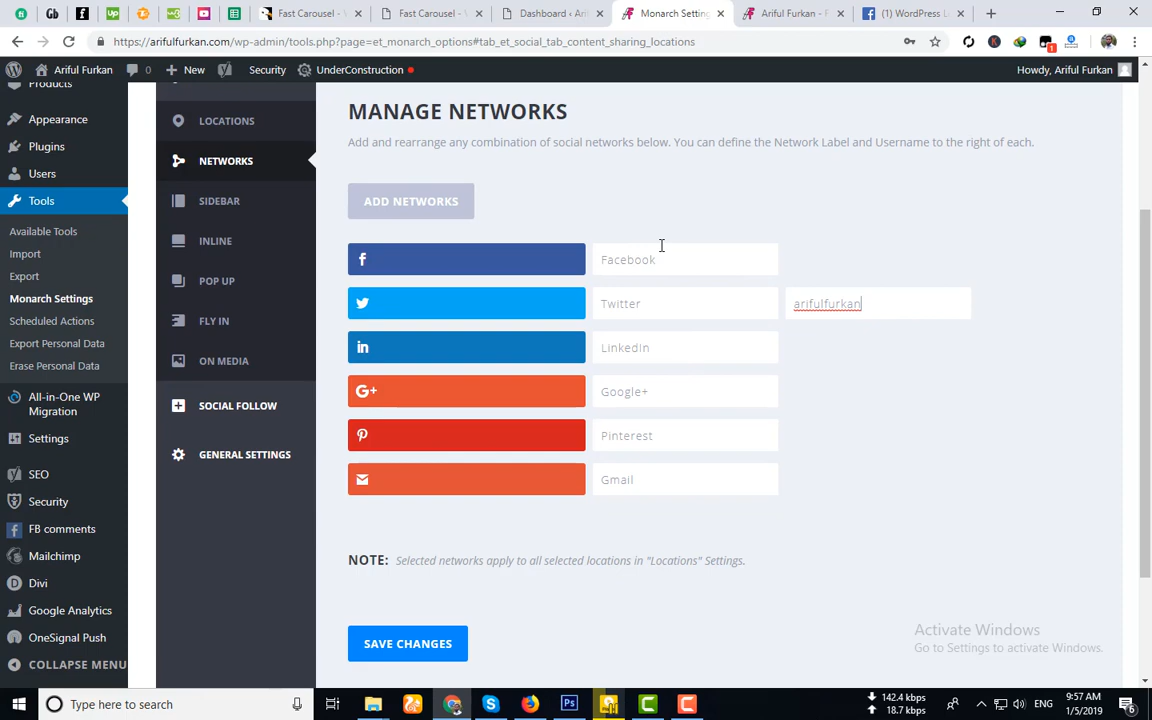 Fast Carousel - V
Fast Carousel - V
Dashboard ‹ Arif
Monarch Setting
Ariful Furkan - P
(1) WordPress L
https://arifulfurkan.com/wp-admin/tools.php?page=et_monarch_options#tab_et_social_tab_content_sharing_locations
Ariful Furkan 0 New Security UnderConstruction Howdy, Ariful Furkan
Products
Appearance
Plugins
Users
Tools
Available Tools
Import
Export
Monarch Settings
Scheduled Actions
Export Personal Data
Erase Personal Data
All-in-One WP
Migration
Settings
SEO
Security
FB comments
Mailchimp
Divi
Google Analytics
OneSignal Push
COLLAPSE MENU
LOCATIONS
NETWORKS
SIDEBAR
INLINE
POP UP
FLY IN
ON MEDIA
SOCIAL FOLLOW
GENERAL SETTINGS
MANAGE NETWORKS
Add and rearrange any combination of social networks below. You can define the Network Label and Username to the right of each.
ADD NETWORKS
Facebook
Twitter arifulfurkan
LinkedIn
Google+
Pinterest
Gmail
NOTE: Selected networks apply to all selected locations in "Locations" Settings.
SAVE CHANGES
Activate Windows
Go to Settings to activate Windows.
Type here to search
142.4 kbps
18.7 kbps
ENG
9:57 AM
1/5/2019
6